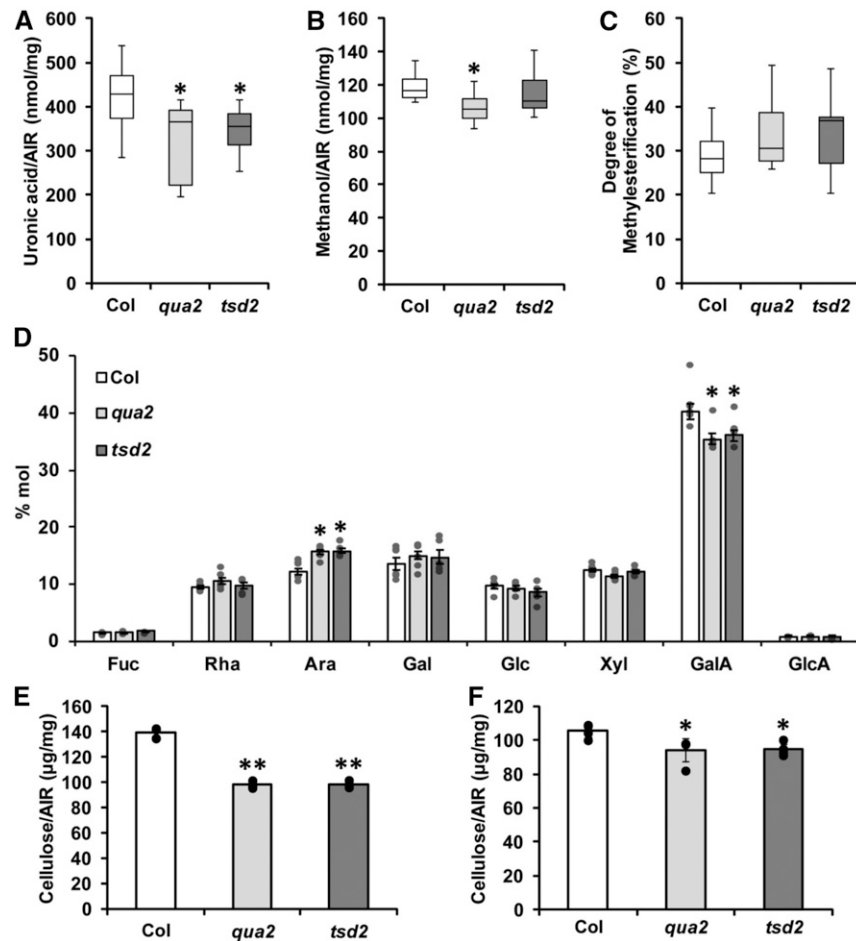 A
Uronic acid/AIR (nmol/mg)
600
500
400
300
200
100
0
*
*
Col
qua2
tsd2
B
Methanol/AIR (nmol/mg)
160
140
120
100
80
60
40
20
0
*
Col
qua2
tsd2
C
Degree of
Methylesterification (%)
60
50
40
30
20
10
0
Col
qua2
tsd2
D
% mol
50
40
30
20
10
0
Col
qua2
tsd2
*
*
*
*
Fuc
Rha
Ara
Gal
Glc
Xyl
GalA
GlcA
E
Cellulose/AIR (µg/mg)
160
140
120
100
80
60
40
20
0
**
**
Col
qua2
tsd2
F
Cellulose/AIR (µg/mg)
120
100
80
60
40
20
0
*
*
Col
qua2
tsd2